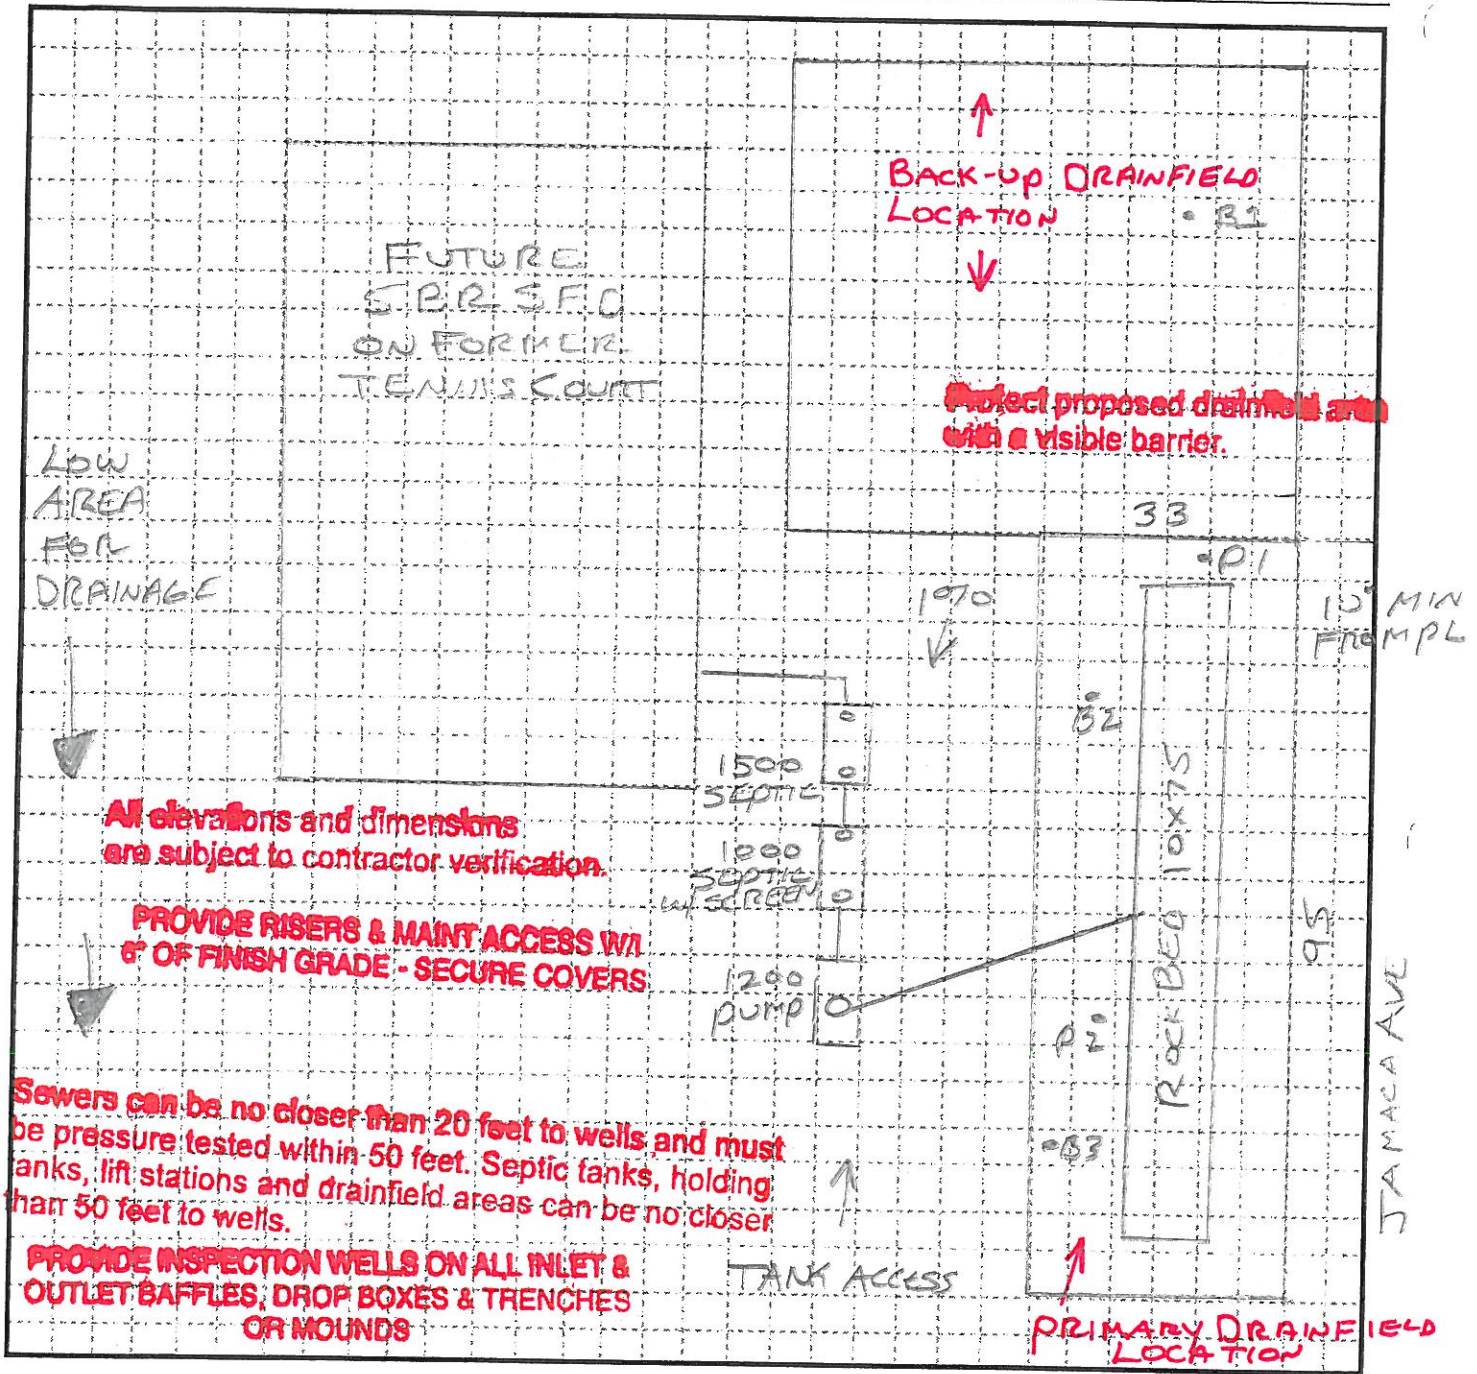 BACK-UP DRAINFIELD
LOCATION
• B1
FUTURE
5 BR SFD
ON FORMER
TENNIS COURT
Protect proposed drainfield area
with a visible barrier.
LOW
AREA
FOR
DRAINAGE
33
•P1
1%
10' MIN
FROM PL
B2
1500
SEPTIC
ROCK BED 10x75
All elevations and dimensions
are subject to contractor verification.
1000
SEPTIC
W/ SCREEN
PROVIDE RISERS & MAINT ACCESS W/I
6" OF FINISH GRADE - SECURE COVERS
95
1200
PUMP
P2
JAMACA AVE
Sewers can be no closer than 20 feet to wells and must
be pressure tested within 50 feet. Septic tanks, holding
tanks, lift stations and drainfield areas can be no closer
than 50 feet to wells.
•B3
PROVIDE INSPECTION WELLS ON ALL INLET &
OUTLET BAFFLES, DROP BOXES & TRENCHES
OR MOUNDS
TANK ACCESS
PRIMARY DRAINFIELD
LOCATION